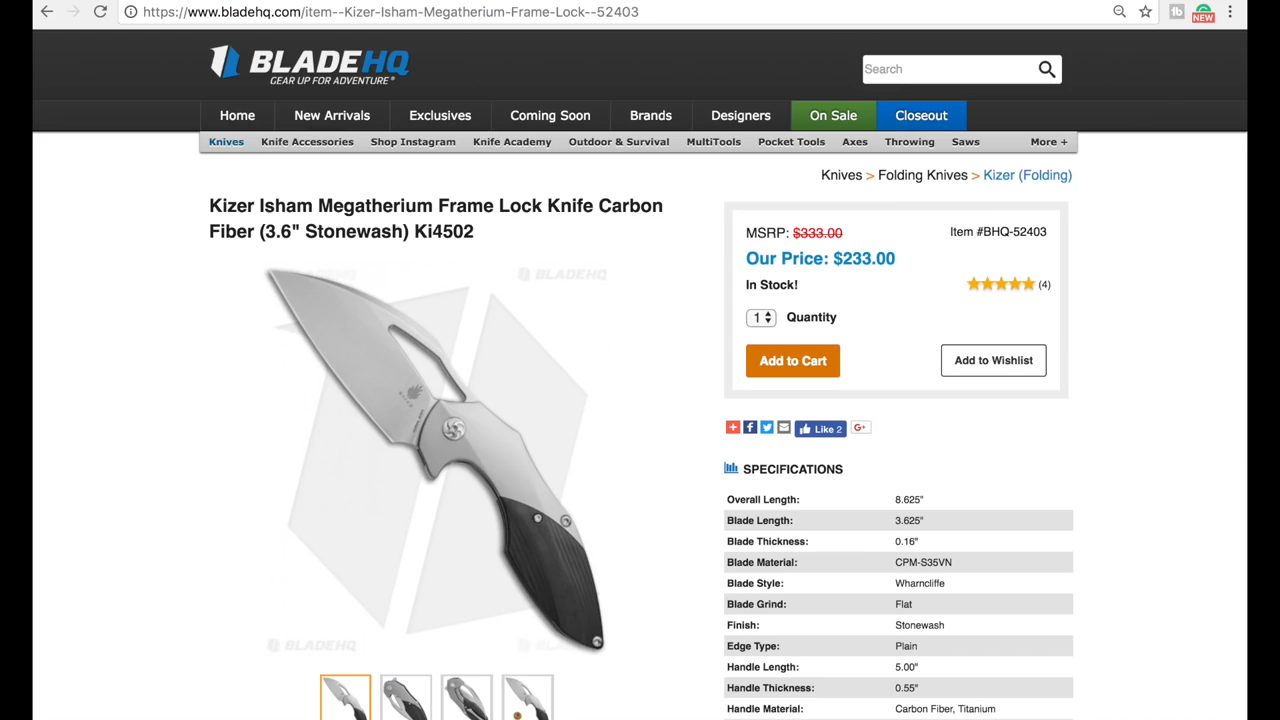 https://www.bladehq.com/item--Kizer-Isham-Megatherium-Frame-Lock--52403
NEW
BLADEHQ
GEAR UP FOR ADVENTURE®
Search
Home New Arrivals Exclusives Coming Soon Brands Designers On Sale Closeout
Knives Knife Accessories Shop Instagram Knife Academy Outdoor & Survival MultiTools Pocket Tools Axes Throwing Saws More +
Knives > Folding Knives > Kizer (Folding)
Kizer Isham Megatherium Frame Lock Knife Carbon
Fiber (3.6" Stonewash) Ki4502
BLADEHQ BLADEHQ
BLADEHQ BLADEHQ
MSRP: $333.00 Item #BHQ-52403
Our Price: $233.00
In Stock! (4)
1 Quantity
Add to Cart Add to Wishlist
Like 2 G+
SPECIFICATIONS
Overall Length: 8.625"
Blade Length: 3.625"
Blade Thickness: 0.16"
Blade Material: CPM-S35VN
Blade Style: Wharncliffe
Blade Grind: Flat
Finish: Stonewash
Edge Type: Plain
Handle Length: 5.00"
Handle Thickness: 0.55"
Handle Material: Carbon Fiber, Titanium